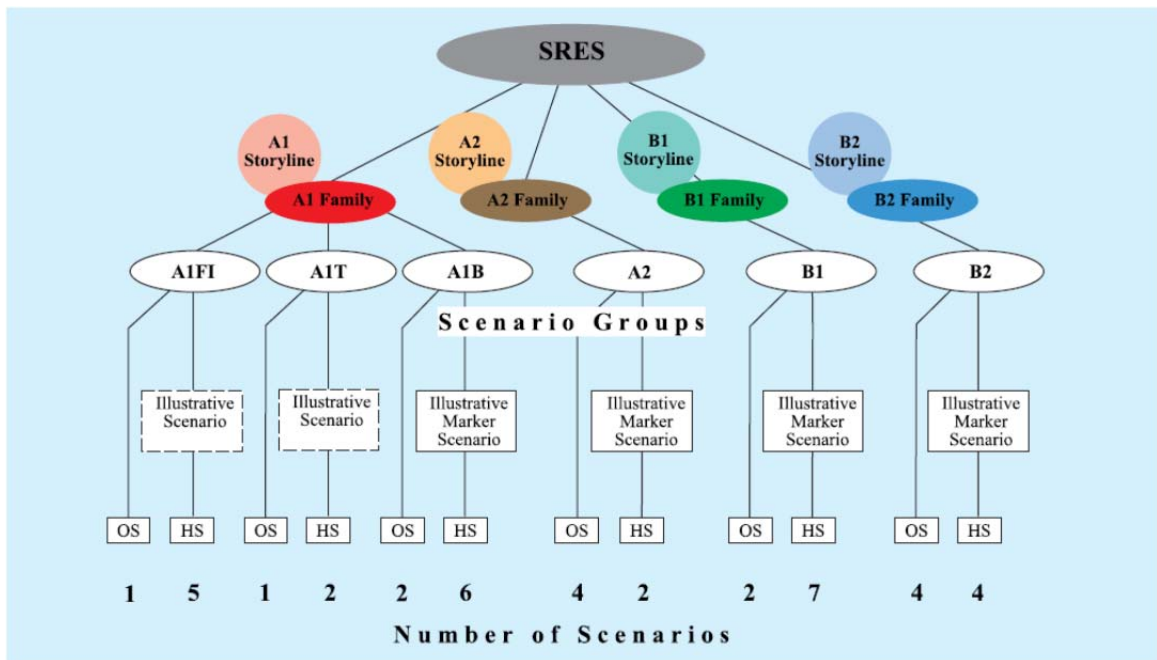 SRES
A1
Storyline
A2
Storyline
B1
Storyline
B2
Storyline
A1 Family
A2 Family
B1 Family
B2 Family
A1FI
A1T
A1B
A2
B1
B2
Scenario Groups
Illustrative
Scenario
Illustrative
Scenario
Illustrative
Marker
Scenario
Illustrative
Marker
Scenario
Illustrative
Marker
Scenario
Illustrative
Marker
Scenario
OS HS OS HS OS HS OS HS OS HS OS HS
1 5 1 2 2 6 4 2 2 7 4 4
Number of Scenarios